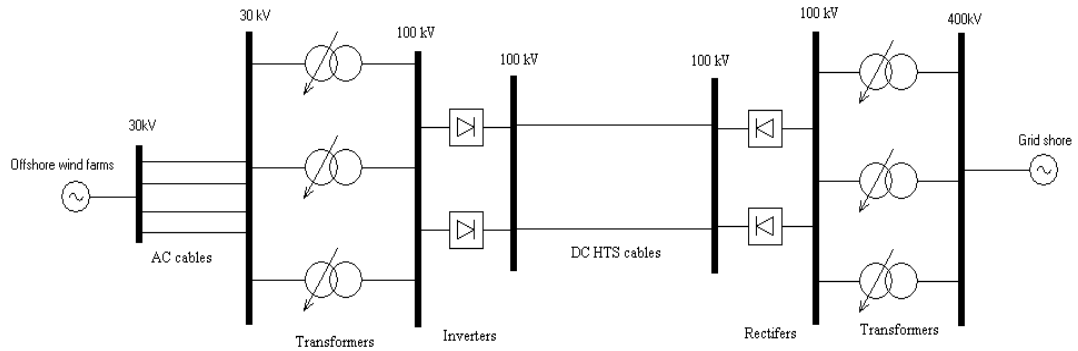 30 kV
100 kV
100 kV
100 kV
100 kV
400kV
30kV
Offshore wind farms
Grid shore
AC cables
DC HTS cables
Transformers
Inverters
Rectifers
Transformers